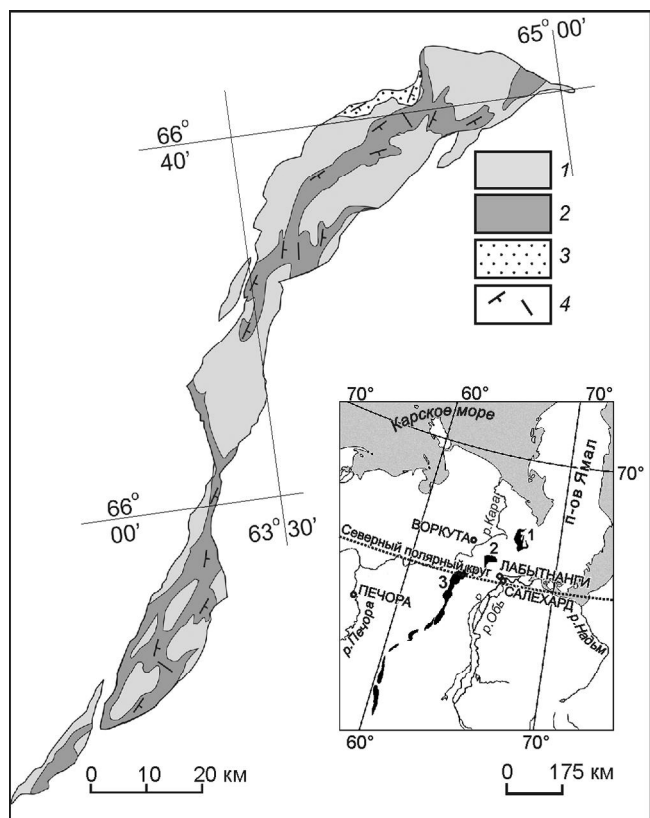 65° 00'
66° 40'
1
2
3
4
66° 00'
63° 30'
70°
60°
70°
Карское море
70°
п-ов Ямал
р.Кара
ВОРКУТА
1
2
Северный полярный круг
ЛАБЫТНАНГИ
3
САЛЕХАРД
ПЕЧОРА
р.Печора
р.Обь
р.Надым
60°
70°
0 10 20 км
0 175 км